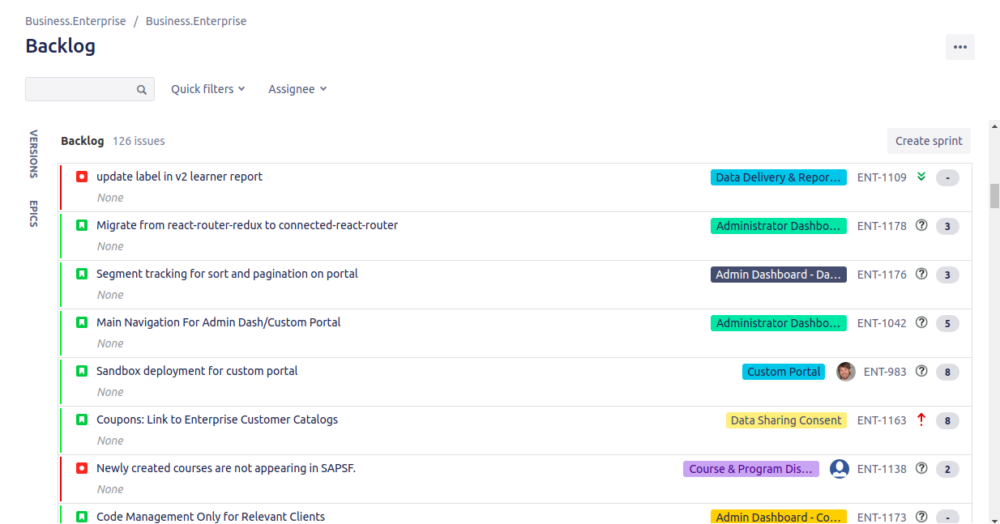 Business.Enterprise / Business.Enterprise
Backlog
Quick filters Assignee
VERSIONS
EPICS
Backlog 126 issues Create sprint
update label in v2 learner report Data Delivery & Repor... ENT-1109 -
None
Migrate from react-router-redux to connected-react-router Administrator Dashbo... ENT-1178 ? 3
None
Segment tracking for sort and pagination on portal Admin Dashboard - Da... ENT-1176 ? 3
None
Main Navigation For Admin Dash/Custom Portal Administrator Dashbo... ENT-1042 ? 5
None
Sandbox deployment for custom portal Custom Portal ENT-983 ? 8
None
Coupons: Link to Enterprise Customer Catalogs Data Sharing Consent ENT-1163 8
None
Newly created courses are not appearing in SAPSF. Course & Program Dis... ENT-1138 ? 2
None
Code Management Only for Relevant Clients Admin Dashboard - Co... ENT-1173 ? -